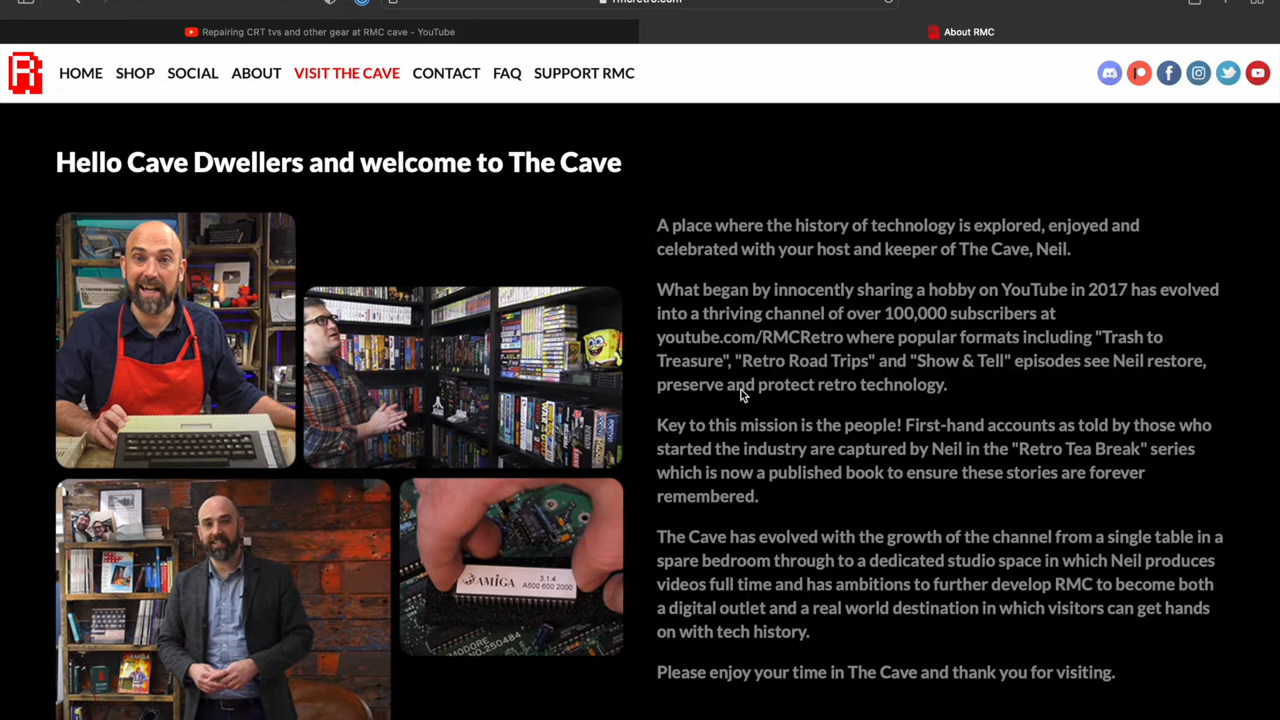 Repairing CRT tvs and other gear at RMC cave - YouTube
About RMC
HOME SHOP SOCIAL ABOUT VISIT THE CAVE CONTACT FAQ SUPPORT RMC
Hello Cave Dwellers and welcome to The Cave
A place where the history of technology is explored, enjoyed and
celebrated with your host and keeper of The Cave, Neil.
What began by innocently sharing a hobby on YouTube in 2017 has evolved
into a thriving channel of over 100,000 subscribers at
youtube.com/RMCRetro where popular formats including "Trash to
Treasure", "Retro Road Trips" and "Show & Tell" episodes see Neil restore,
preserve and protect retro technology.
Key to this mission is the people! First-hand accounts as told by those who
started the industry are captured by Neil in the "Retro Tea Break" series
which is now a published book to ensure these stories are forever
remembered.
The Cave has evolved with the growth of the channel from a single table in a
spare bedroom through to a dedicated studio space in which Neil produces
videos full time and has ambitions to further develop RMC to become both
a digital outlet and a real world destination in which visitors can get hands
on with tech history.
Please enjoy your time in The Cave and thank you for visiting.
AMIGA 3.1.4
A500 600 2000